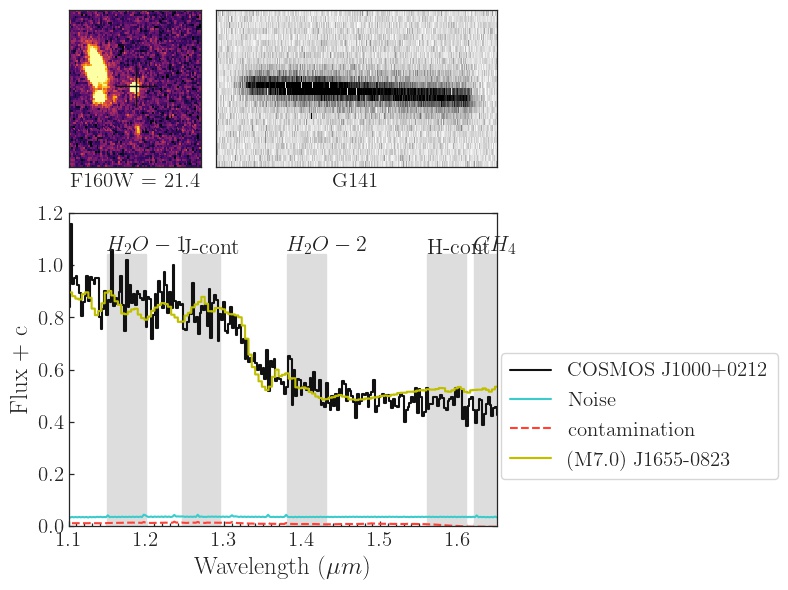 F160W = 21.4
G141
1.2
1.0
0.8
0.6
0.4
0.2
0.0
Flux + c
H₂O − 1
J-cont
H₂O − 2
H-cont
CH₄
COSMOS J1000+0212
Noise
contamination
(M7.0) J1655-0823
1.1 1.2 1.3 1.4 1.5 1.6
Wavelength (μm)